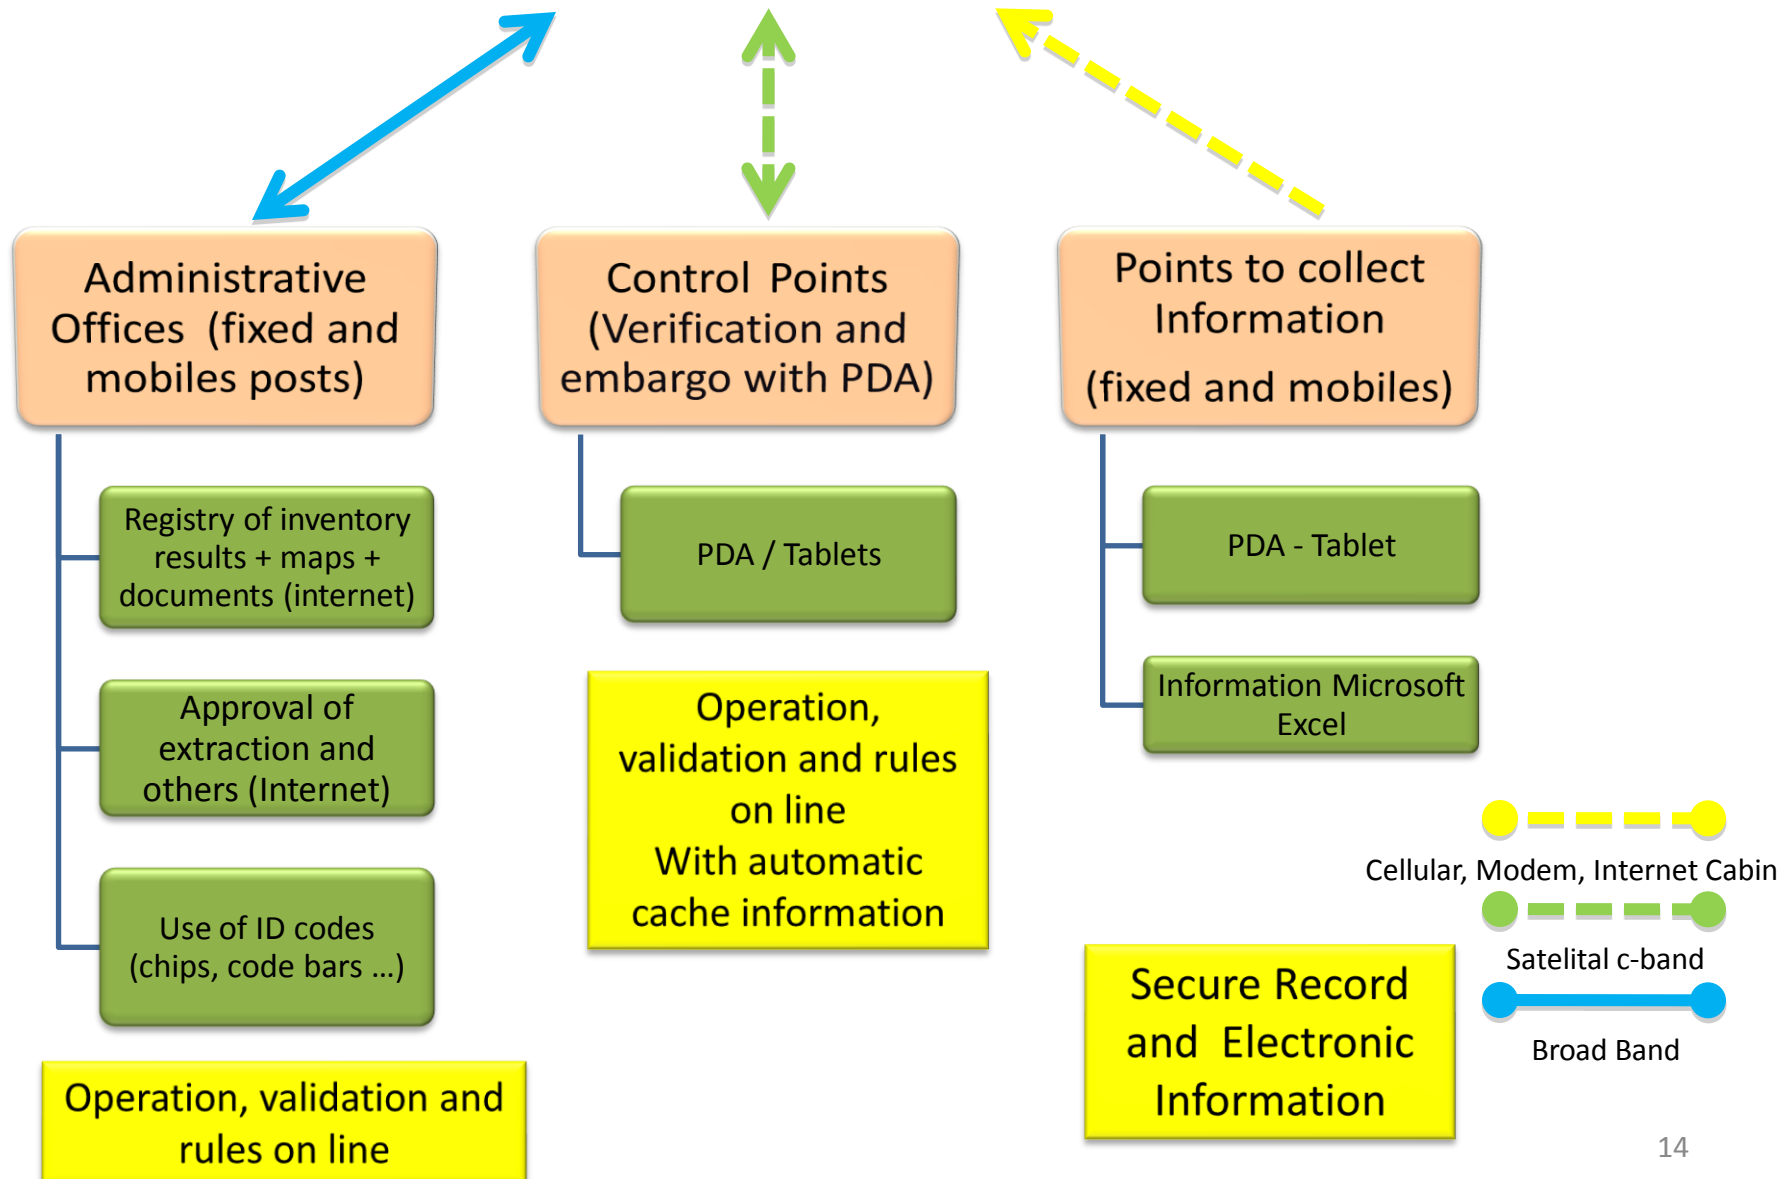 Administrative
Offices (fixed and
mobiles posts)
Registry of inventory
results + maps +
documents (internet)
Approval of
extraction and
others (Internet)
Use of ID codes
(chips, code bars ...)
Operation, validation and
rules on line
Control Points
(Verification and
embargo with PDA)
PDA / Tablets
Operation,
validation and rules
on line
With automatic
cache information
Points to collect
Information
(fixed and mobiles)
PDA - Tablet
Information Microsoft
Excel
Secure Record
and Electronic
Information
Cellular, Modem, Internet Cabin
Satelital c-band
Broad Band
14